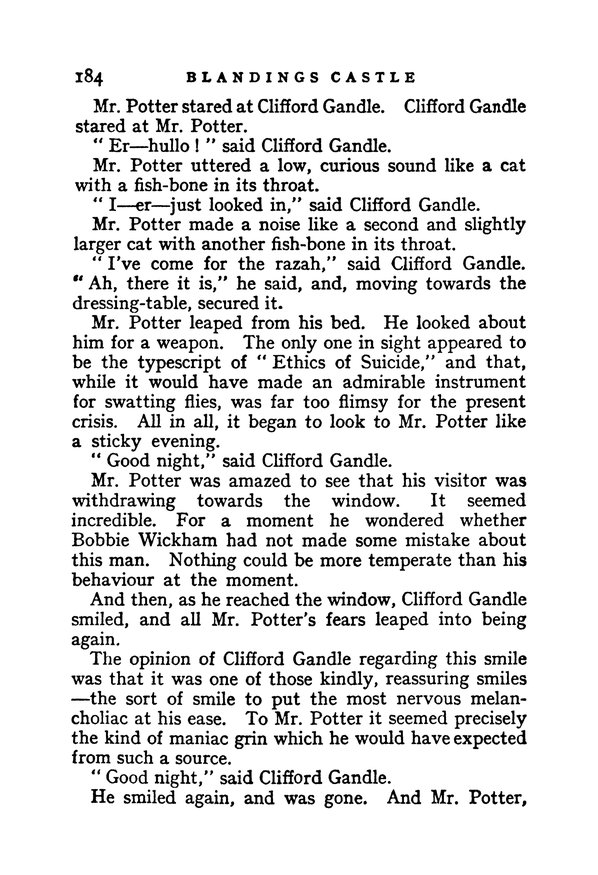 184 BLANDINGS CASTLE
Mr. Potter stared at Clifford Gandle. Clifford Gandle
stared at Mr. Potter.
“ Er—hullo ! ” said Clifford Gandle.
Mr. Potter uttered a low, curious sound like a cat
with a fish-bone in its throat.
“ I—er—just looked in,” said Clifford Gandle.
Mr. Potter made a noise like a second and slightly
larger cat with another fish-bone in its throat.
“ I've come for the razah,” said Clifford Gandle.
“ Ah, there it is,” he said, and, moving towards the
dressing-table, secured it.
Mr. Potter leaped from his bed. He looked about
him for a weapon. The only one in sight appeared to
be the typescript of “ Ethics of Suicide,” and that,
while it would have made an admirable instrument
for swatting flies, was far too flimsy for the present
crisis. All in all, it began to look to Mr. Potter like
a sticky evening.
“ Good night,” said Clifford Gandle.
Mr. Potter was amazed to see that his visitor was
withdrawing towards the window. It seemed
incredible. For a moment he wondered whether
Bobbie Wickham had not made some mistake about
this man. Nothing could be more temperate than his
behaviour at the moment.
And then, as he reached the window, Clifford Gandle
smiled, and all Mr. Potter's fears leaped into being
again.
The opinion of Clifford Gandle regarding this smile
was that it was one of those kindly, reassuring smiles
—the sort of smile to put the most nervous melan-
choliac at his ease. To Mr. Potter it seemed precisely
the kind of maniac grin which he would have expected
from such a source.
“ Good night,” said Clifford Gandle.
He smiled again, and was gone. And Mr. Potter,